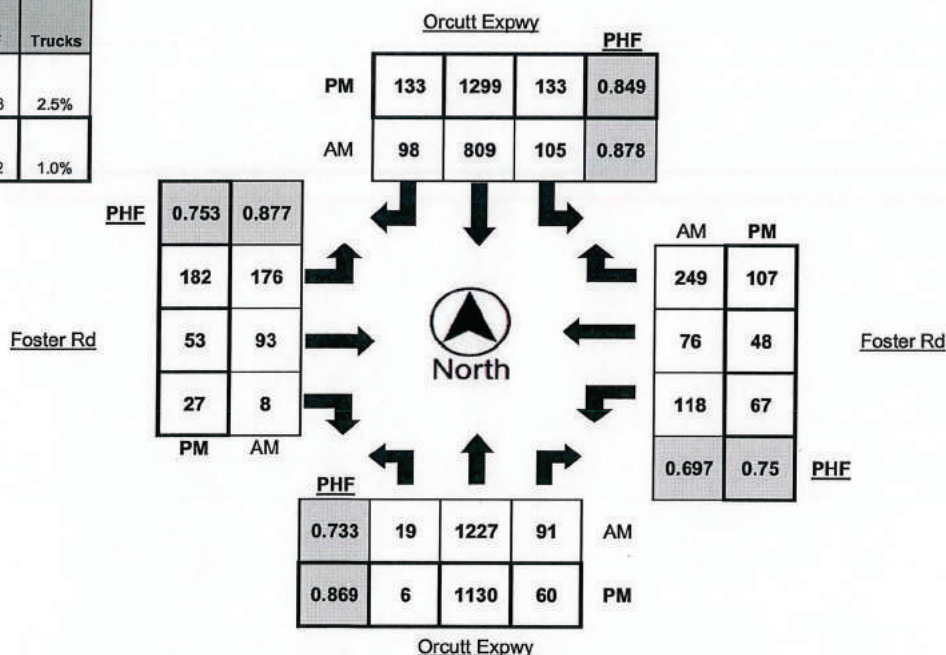 Orcutt Expwy
Trucks
PHF
PM 133 1299 133 0.849
2.5%
AM 98 809 105 0.878
1.0%
PHF 0.753 0.877
AM PM
182 176
249 107
Foster Rd 53 93
76 48 Foster Rd
North
27 8
118 67
PM AM
0.697 0.75 PHF
PHF
0.733 19 1227 91 AM
0.869 6 1130 60 PM
Orcutt Expwy